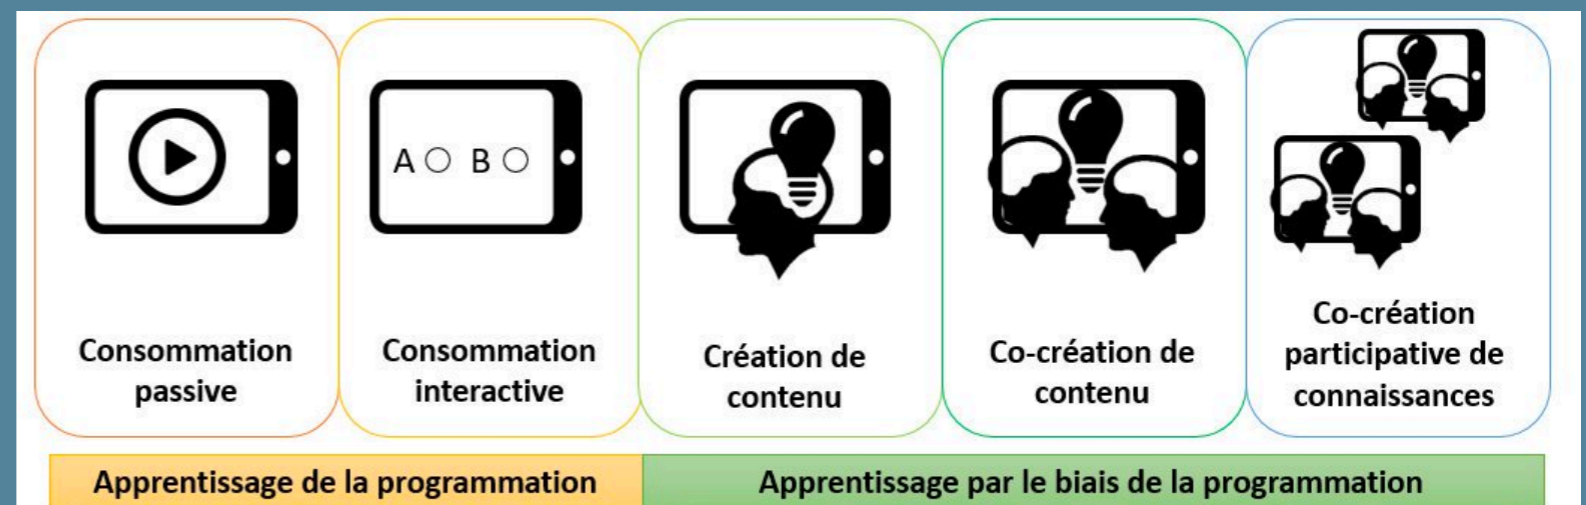 A ○ B ○
Consommation
passive
Consommation
interactive
Création de
contenu
Co-création de
contenu
Co-création
participative de
connaissances
Apprentissage de la programmation
Apprentissage par le biais de la programmation